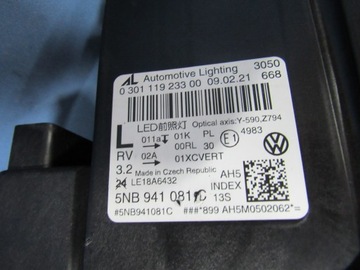 AL Automotive Lighting 3050
0 301 119 233 00 09.02.21 668
LED前照灯 Optical axis:Y-590,Z794
L 011aT 01K PL E1 4983
00RL 30
RV 02A 01XCVERT
3.2 Made in Czech Republic AH5
LE18A6432 INDEX
5NB 941 081 C 13S
#5NB941081C ###*899 AH5M0502062*=